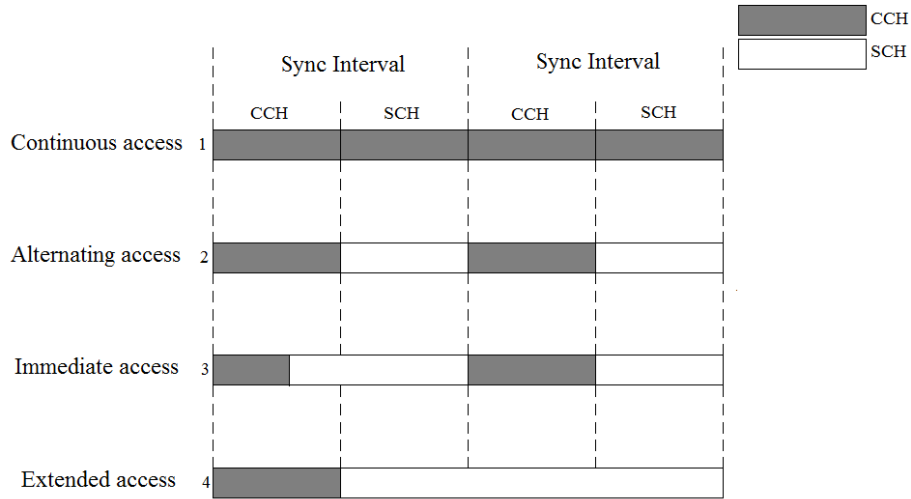 CCH
SCH
Sync Interval
Sync Interval
CCH
SCH
CCH
SCH
Continuous access 1
Alternating access 2
Immediate access 3
Extended access 4